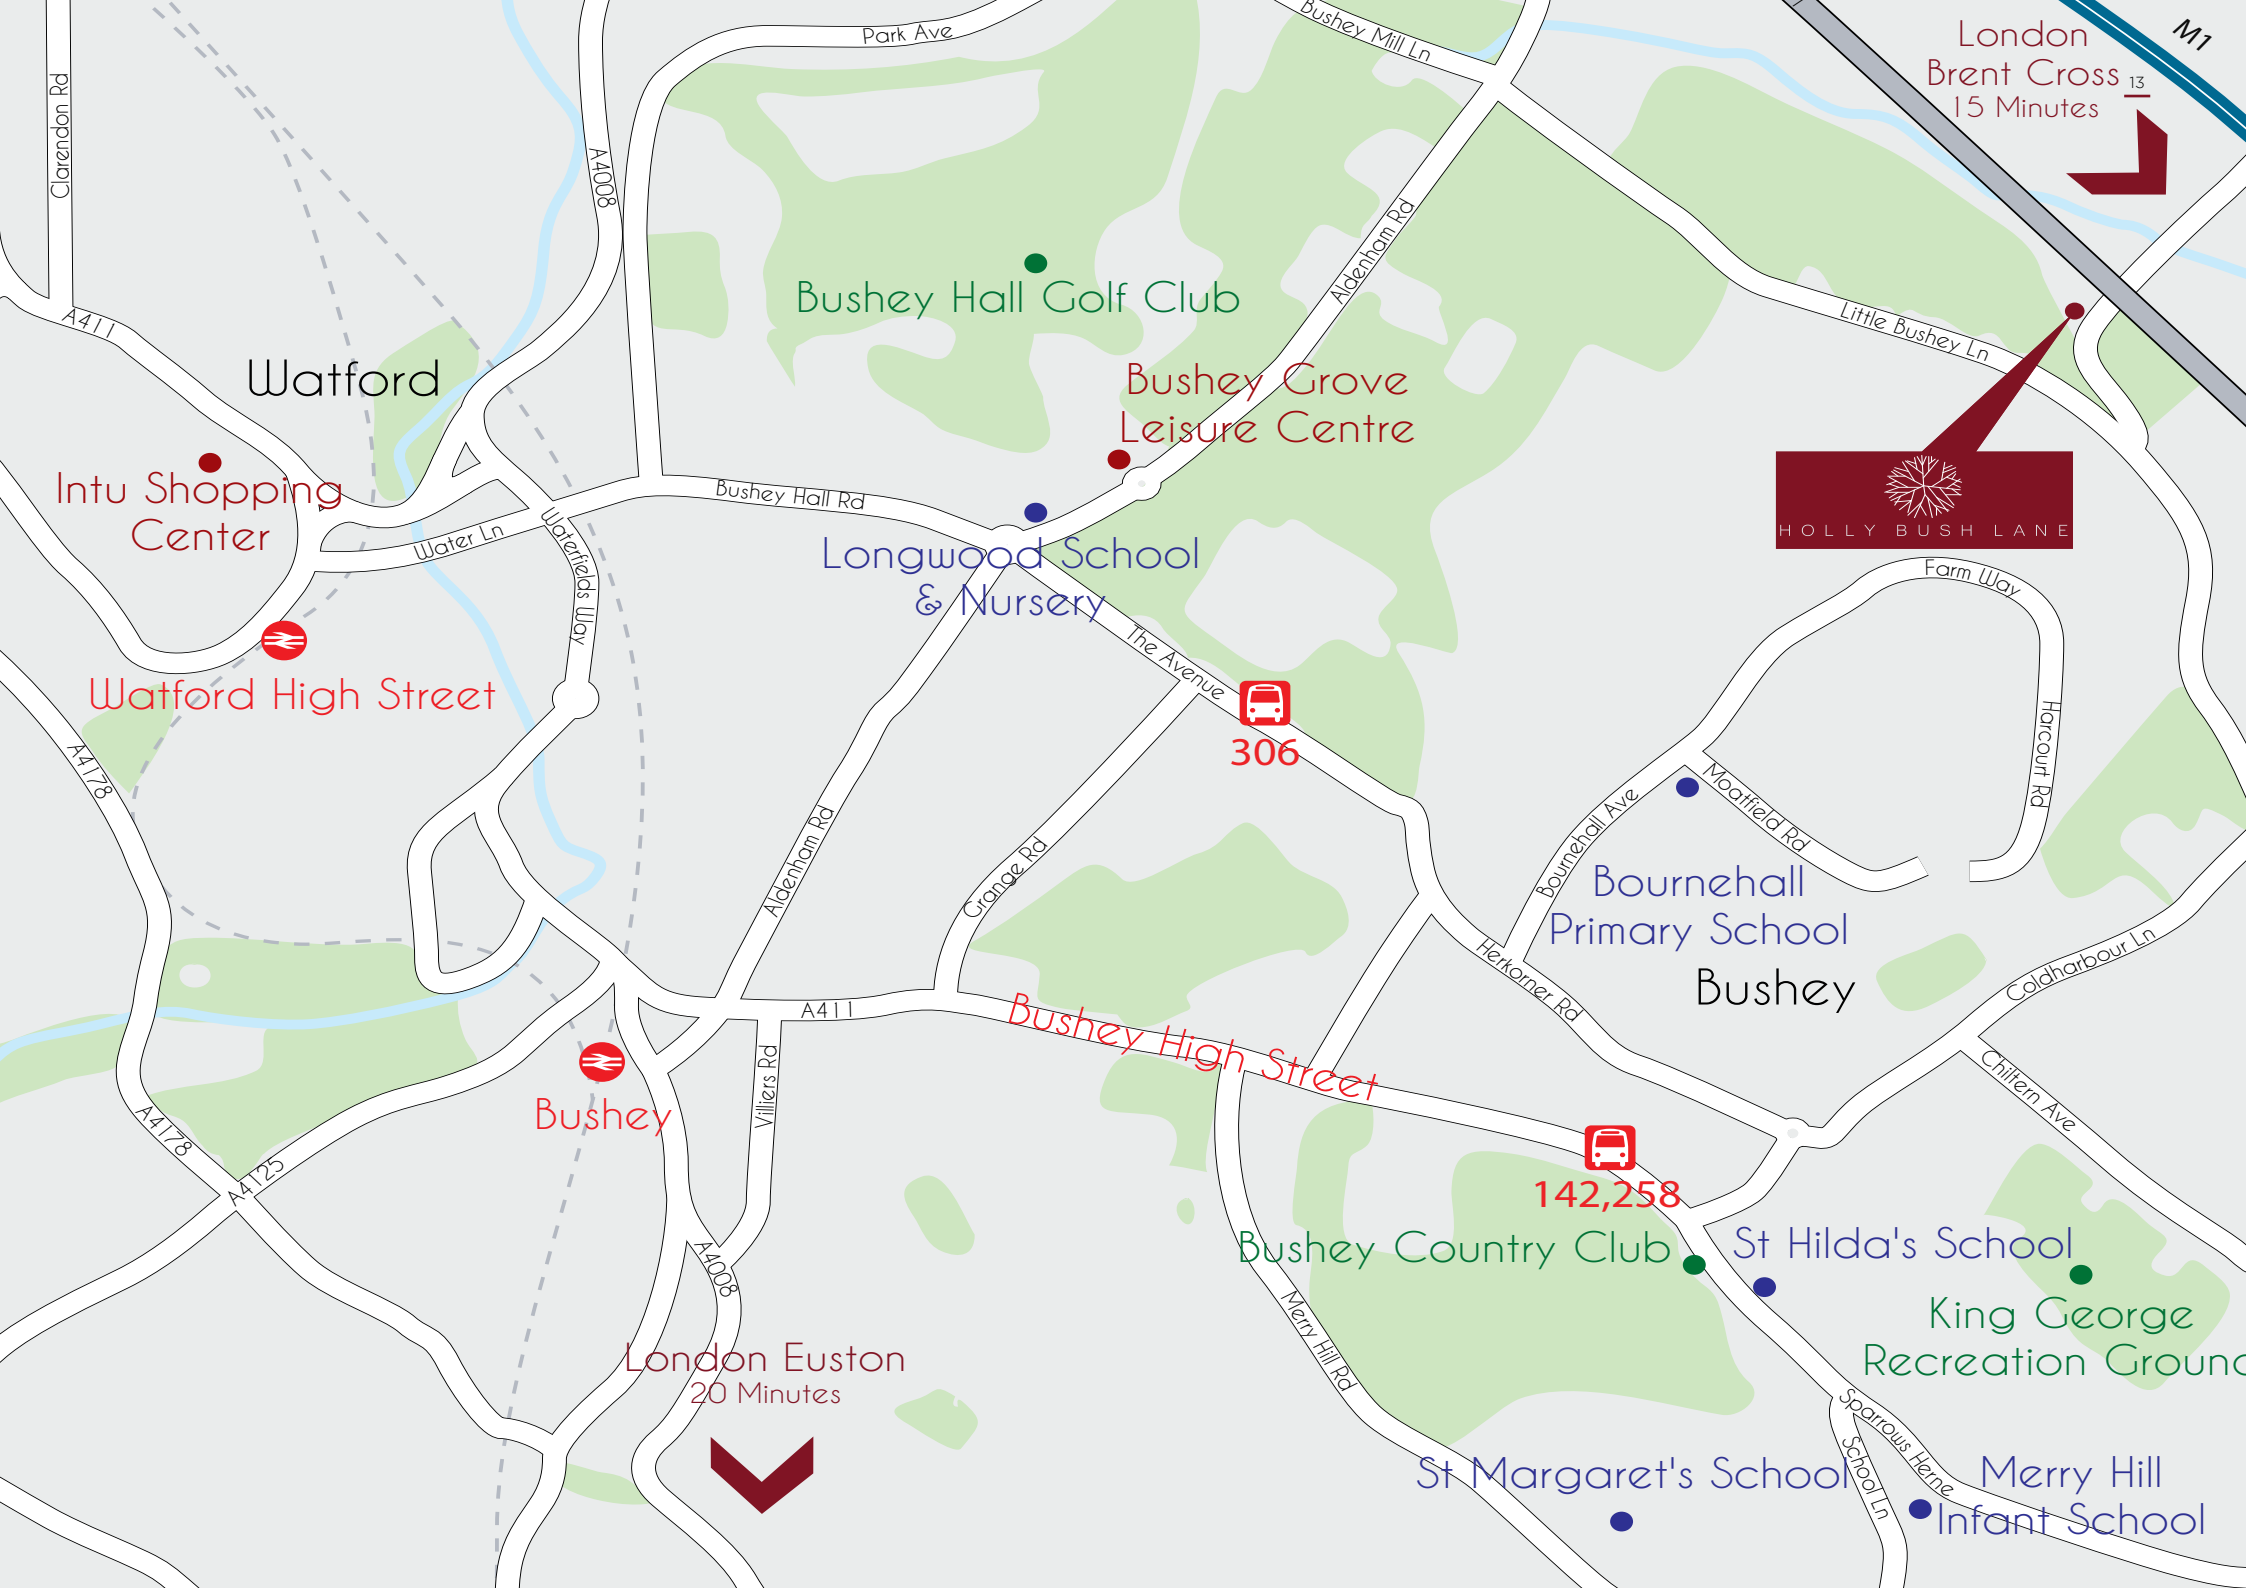 Bushey Mill Ln
Park Ave
M1
London
Brent Cross
15 Minutes
13
Clarendon Rd
A4008
Aldenham Rd
Bushey Hall Golf Club
A411
Little Bushey Ln
Watford
Bushey Grove
Leisure Centre
Intu Shopping
Center
Bushey Hall Rd
HOLLY BUSH LANE
Water Ln
Waterfields Way
Longwood School
& Nursery
Farm Way
The Avenue
Watford High Street
306
Harcourt Rd
A4178
Moatfield Rd
Bournehall Ave
Aldenham Rd
Grange Rd
Bournehall
Primary School
Herkorner Rd
Bushey
Coldharbour Ln
A411
Bushey High Street
Villiers Rd
Bushey
Chiltern Ave
A4178
A4125
142,258
Bushey Country Club
St Hilda's School
A4008
King George
Recreation Groun
Merry Hill Rd
London Euston
20 Minutes
Sparrows Herne
School Ln
St Margaret's School
Merry Hill
Infant School